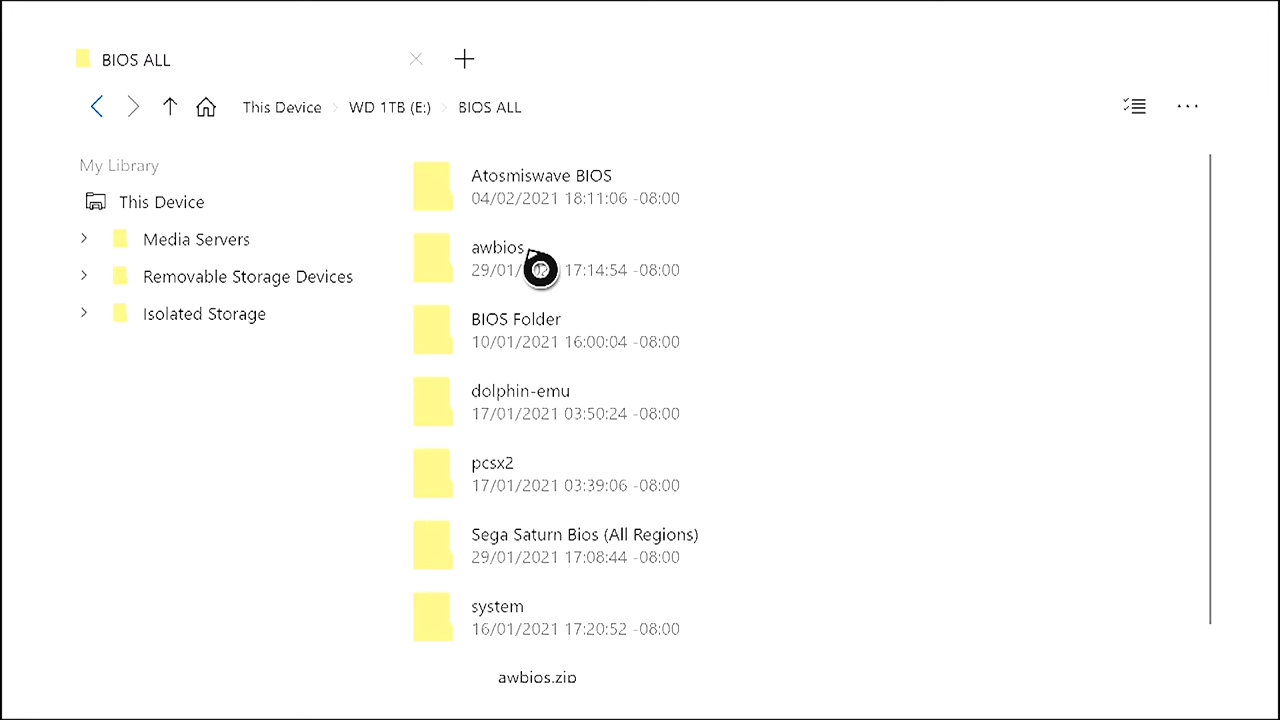 BIOS ALL
This Device
WD 1TB (E:)
BIOS ALL
My Library
This Device
Media Servers
Removable Storage Devices
Isolated Storage
Atosmiswave BIOS
04/02/2021 18:11:06 -08:00
awbios
29/01/ 17:14:54 -08:00
BIOS Folder
10/01/2021 16:00:04 -08:00
dolphin-emu
17/01/2021 03:50:24 -08:00
pcsx2
17/01/2021 03:39:06 -08:00
Sega Saturn Bios (All Regions)
29/01/2021 17:08:44 -08:00
system
16/01/2021 17:20:52 -08:00
awbios.zip